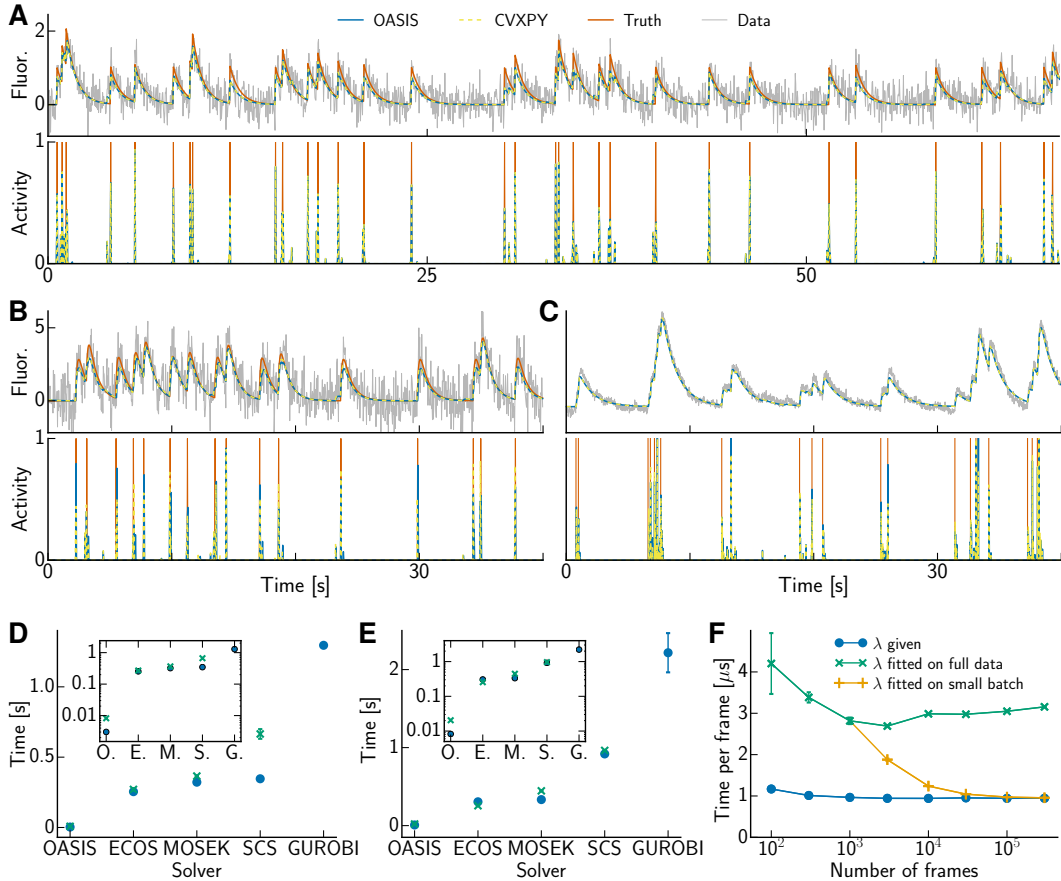 A
OASIS CVXPY Truth Data
Fluor.
2
0
Activity
1
0
0 25 50
B
Fluor.
5
0
Activity
1
0
0 30
Time [s]
C
0 30
Time [s]
D
Time [s]
1.0
0.5
0
1
0.1
0.01
O. E. M. S. G.
OASIS ECOS MOSEK SCS GUROBI
Solver
E
Time [s]
2
1
0
1
0.1
0.01
O. E. M. S. G.
OASIS ECOS MOSEK SCS GUROBI
Solver
F
λ given
λ fitted on full data
λ fitted on small batch
Time per frame [μs]
5
4
3
2
1
0
10² 10³ 10⁴ 10⁵
Number of frames